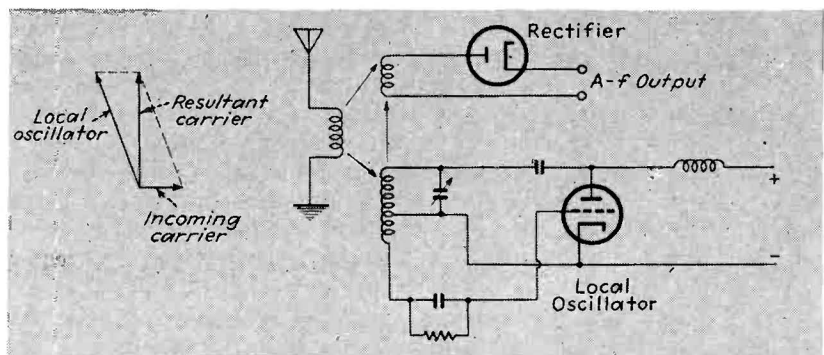 Rectifier
A-f Output
Local
oscillator
Resultant
carrier
Incoming
carrier
+
-
Local
Oscillator